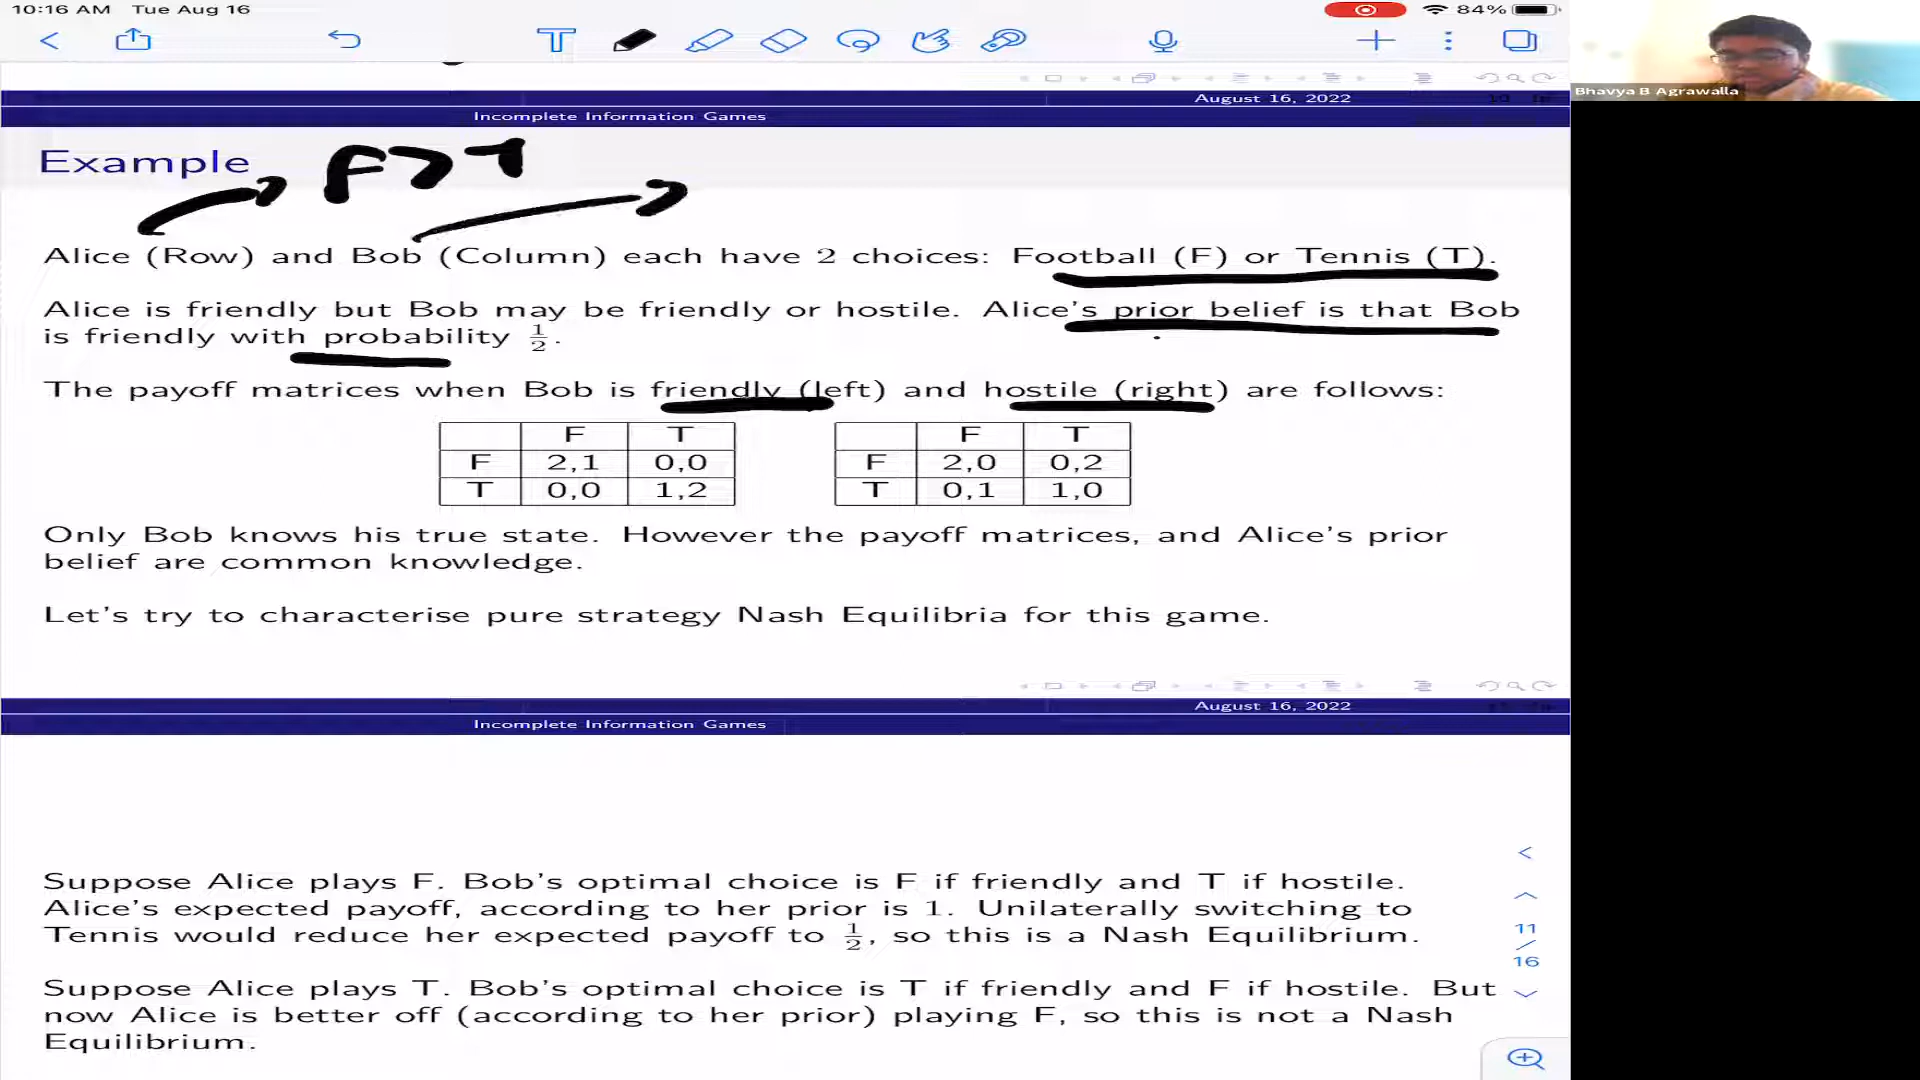 10:16 AM Tue Aug 16
84%
Bhavya B Agrawalla
August 16, 2022
Incomplete Information Games
Example F > T
Alice (Row) and Bob (Column) each have 2 choices: Football (F) or Tennis (T).
Alice is friendly but Bob may be friendly or hostile. Alice's prior belief is that Bob
is friendly with probability 1/2.
The payoff matrices when Bob is friendly (left) and hostile (right) are follows:
F T F T
F 2,1 0,0 F 2,0 0,2
T 0,0 1,2 T 0,1 1,0
Only Bob knows his true state. However the payoff matrices, and Alice's prior
belief are common knowledge.
Let's try to characterise pure strategy Nash Equilibria for this game.
August 16, 2022
Incomplete Information Games
Suppose Alice plays F. Bob's optimal choice is F if friendly and T if hostile.
Alice's expected payoff, according to her prior is 1. Unilaterally switching to
Tennis would reduce her expected payoff to 1/2, so this is a Nash Equilibrium.
11
/
16
Suppose Alice plays T. Bob's optimal choice is T if friendly and F if hostile. But
now Alice is better off (according to her prior) playing F, so this is not a Nash
Equilibrium.